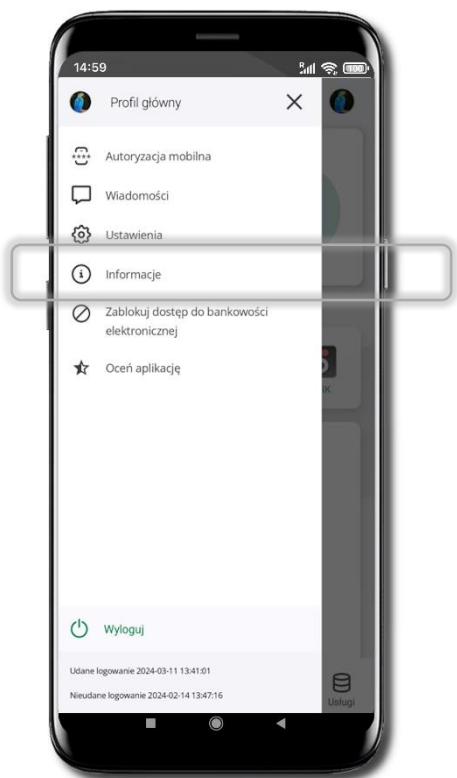 14:59
R
100
Profil główny
Autoryzacja mobilna
Wiadomości
Ustawienia
Informacje
Zablokuj dostęp do bankowości
elektronicznej
Oceń aplikację
Wyloguj
Udane logowanie 2024-03-11 13:41:01
Nieudane logowanie 2024-02-14 13:47:16
Usługi